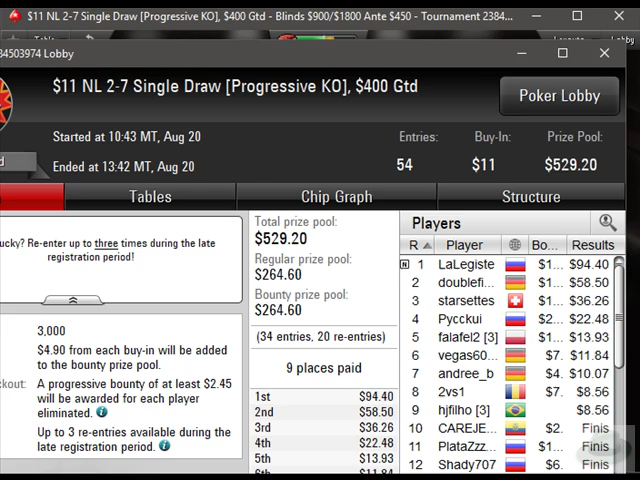 $11 NL 2-7 Single Draw [Progressive KO], $400 Gtd - Blinds $900/$1800 Ante $450 - Tournament 2384...
84503974 Lobby
$11 NL 2-7 Single Draw [Progressive KO], $400 Gtd
Poker Lobby
Started at 10:43 MT, Aug 20
Entries: Buy-In: Prize Pool:
Ended at 13:42 MT, Aug 20
54 $11 $529.20
Tables Chip Graph Structure
ucky? Re-enter up to three times during the late registration period!
Total prize pool:
$529.20
Regular prize pool:
$264.60
Bounty prize pool:
$264.60
(34 entries, 20 re-entries)
9 places paid
1st $94.40
2nd $58.50
3rd $36.26
4th $22.48
5th $13.93
6th $11.84
3,000
$4.90 from each buy-in will be added
to the bounty prize pool.
ckout: A progressive bounty of at least $2.45
will be awarded for each player
eliminated.
Up to 3 re-entries available during the
late registration period.
Players
R Player Bo... Results
N 1 LaLegiste $1... $94.40
2 doublefi... $1... $58.50
3 starsettes $1... $36.26
4 Pycckui $2... $22.48
5 falafel2 [3] $1... $13.93
6 vegas60... $7. $11.84
7 andree_b $4. $10.07
8 2vs1 $7. $8.56
9 hjfilho [3] $8.56
10 CAREJE... $2. Finis
11 PlataZzz... $1... Finis
12 Shady707 $6. Finis